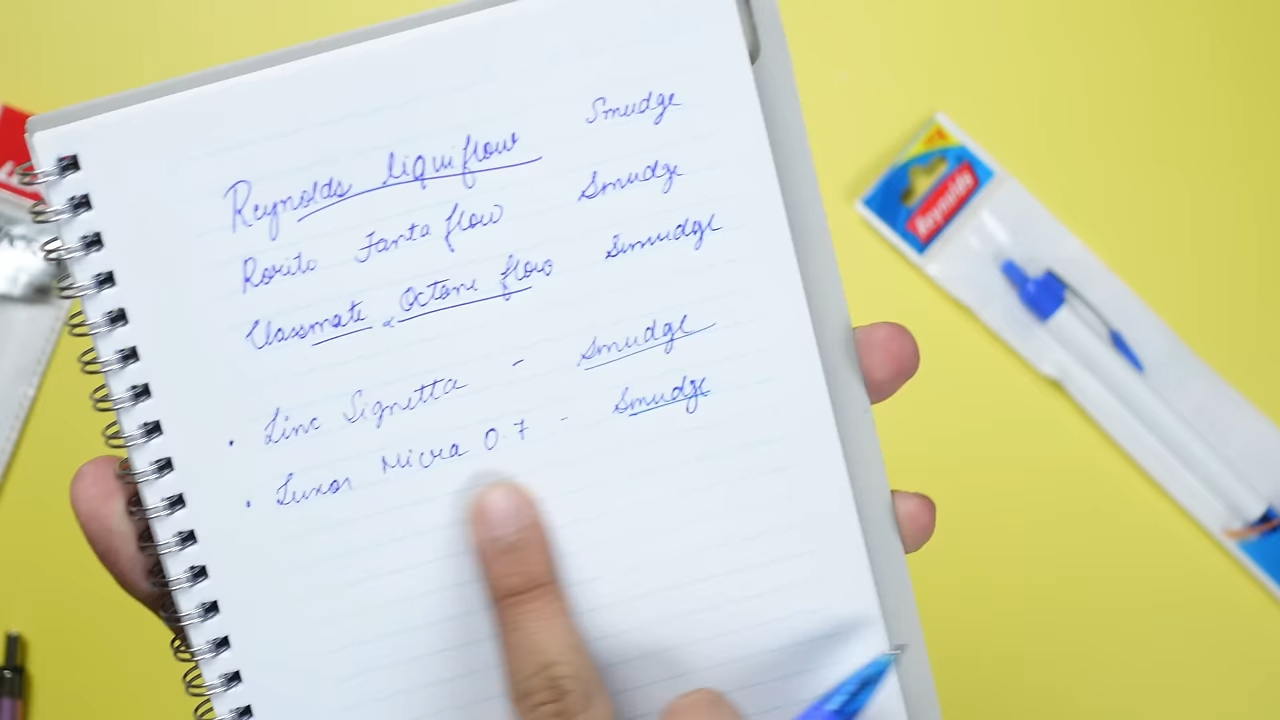 Reynolds liquiflow Smudge
Rorito Fanta flow Smudge
Classmate Octane flow Smudge
. Linc Signetta - Smudge
. Luxor Micra 0.7 - Smudge
Reynolds